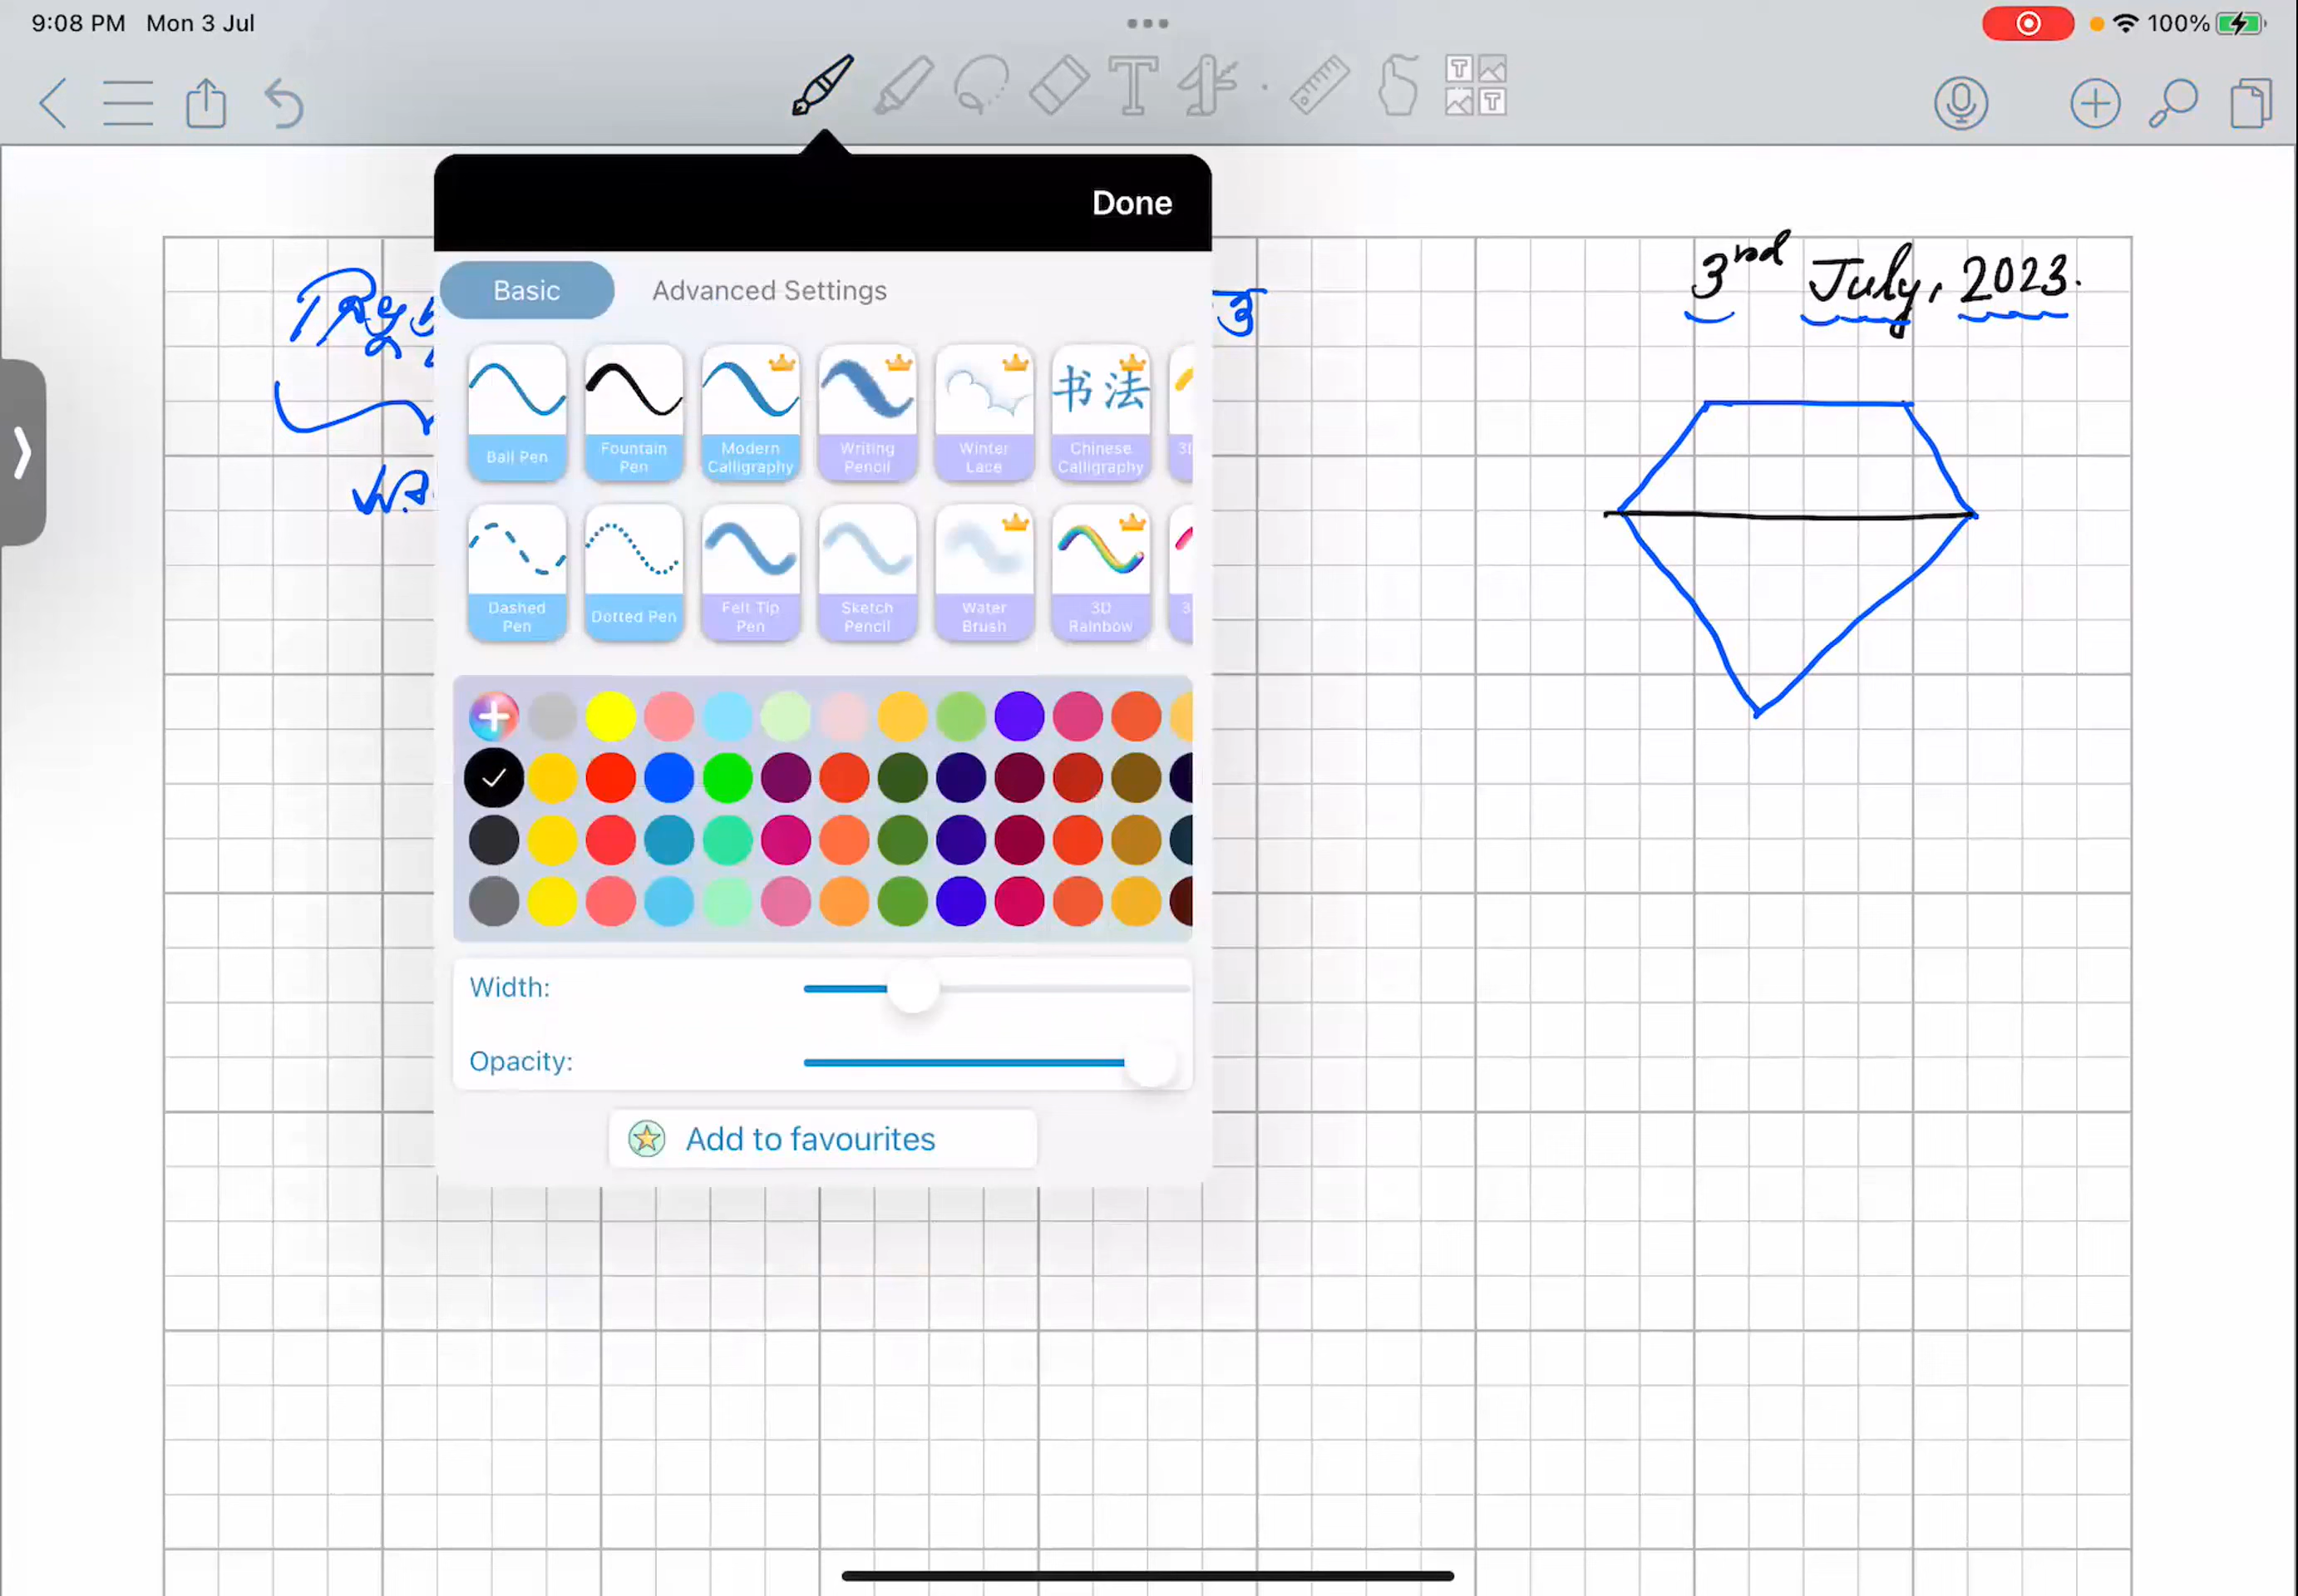 9:08 PM Mon 3 Jul
100%
Done
3nd July, 2023.
Basic Advanced Settings
Ball Pen
Fountain Pen
Modern Calligraphy
Writing Pencil
Winter Lace
书法
Chinese Calligraphy
Dashed Pen
Dotted Pen
Felt Tip Pen
Sketch Pencil
Water Brush
3D Rainbow
Width:
Opacity:
Add to favourites